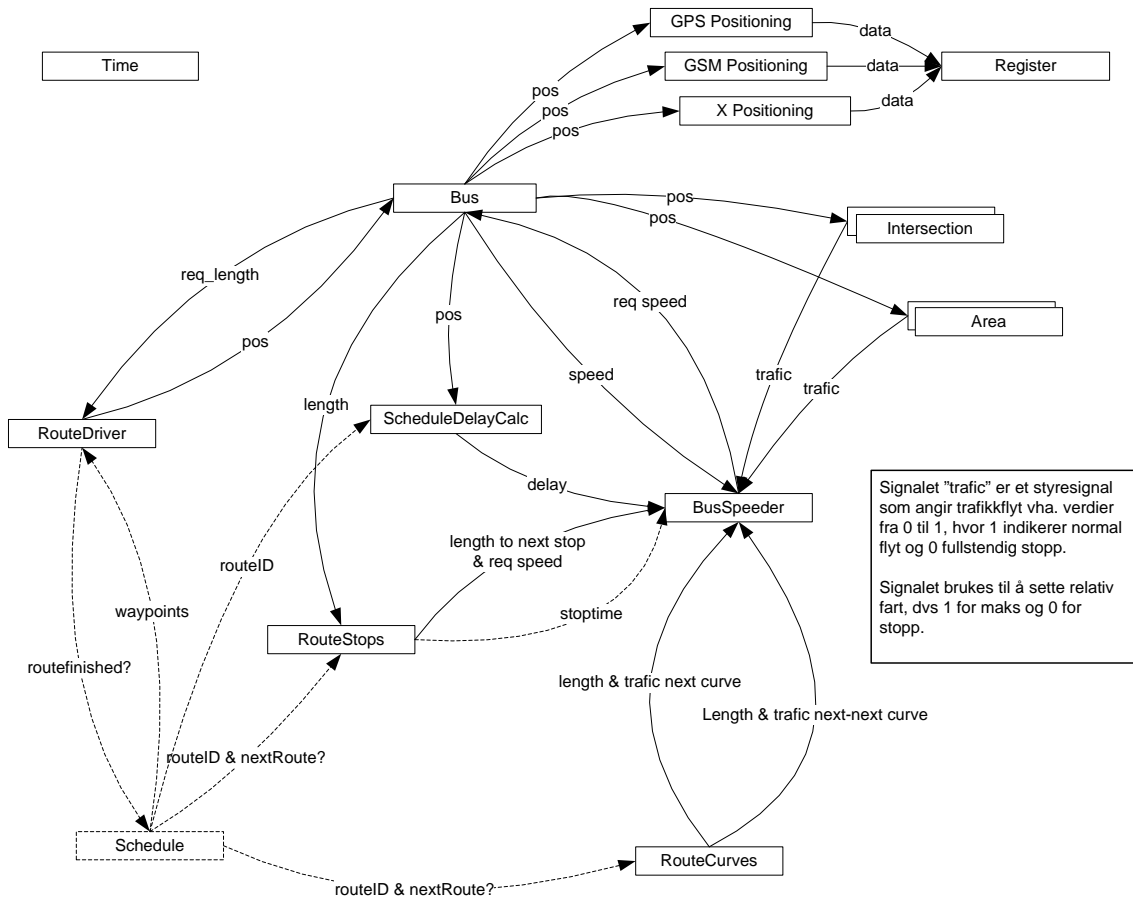 GPS Positioning
data
Time
GSM Positioning
data
Register
pos
pos
X Positioning
data
pos
Bus
pos
pos
Intersection
req_length
req speed
pos
Area
pos
speed
trafic
trafic
length
ScheduleDelayCalc
RouteDriver
delay
BusSpeeder
Signalet ”trafic” er et styresignal
som angir trafikkflyt vha. verdier
fra 0 til 1, hvor 1 indikerer normal
flyt og 0 fullstendig stopp.
Signalet brukes til å sette relativ
fart, dvs 1 for maks og 0 for
stopp.
length to next stop
& req speed
routeID
waypoints
stoptime
RouteStops
routefinished?
length & trafic next curve
Length & trafic next-next curve
routeID & nextRoute?
Schedule
RouteCurves
routeID & nextRoute?